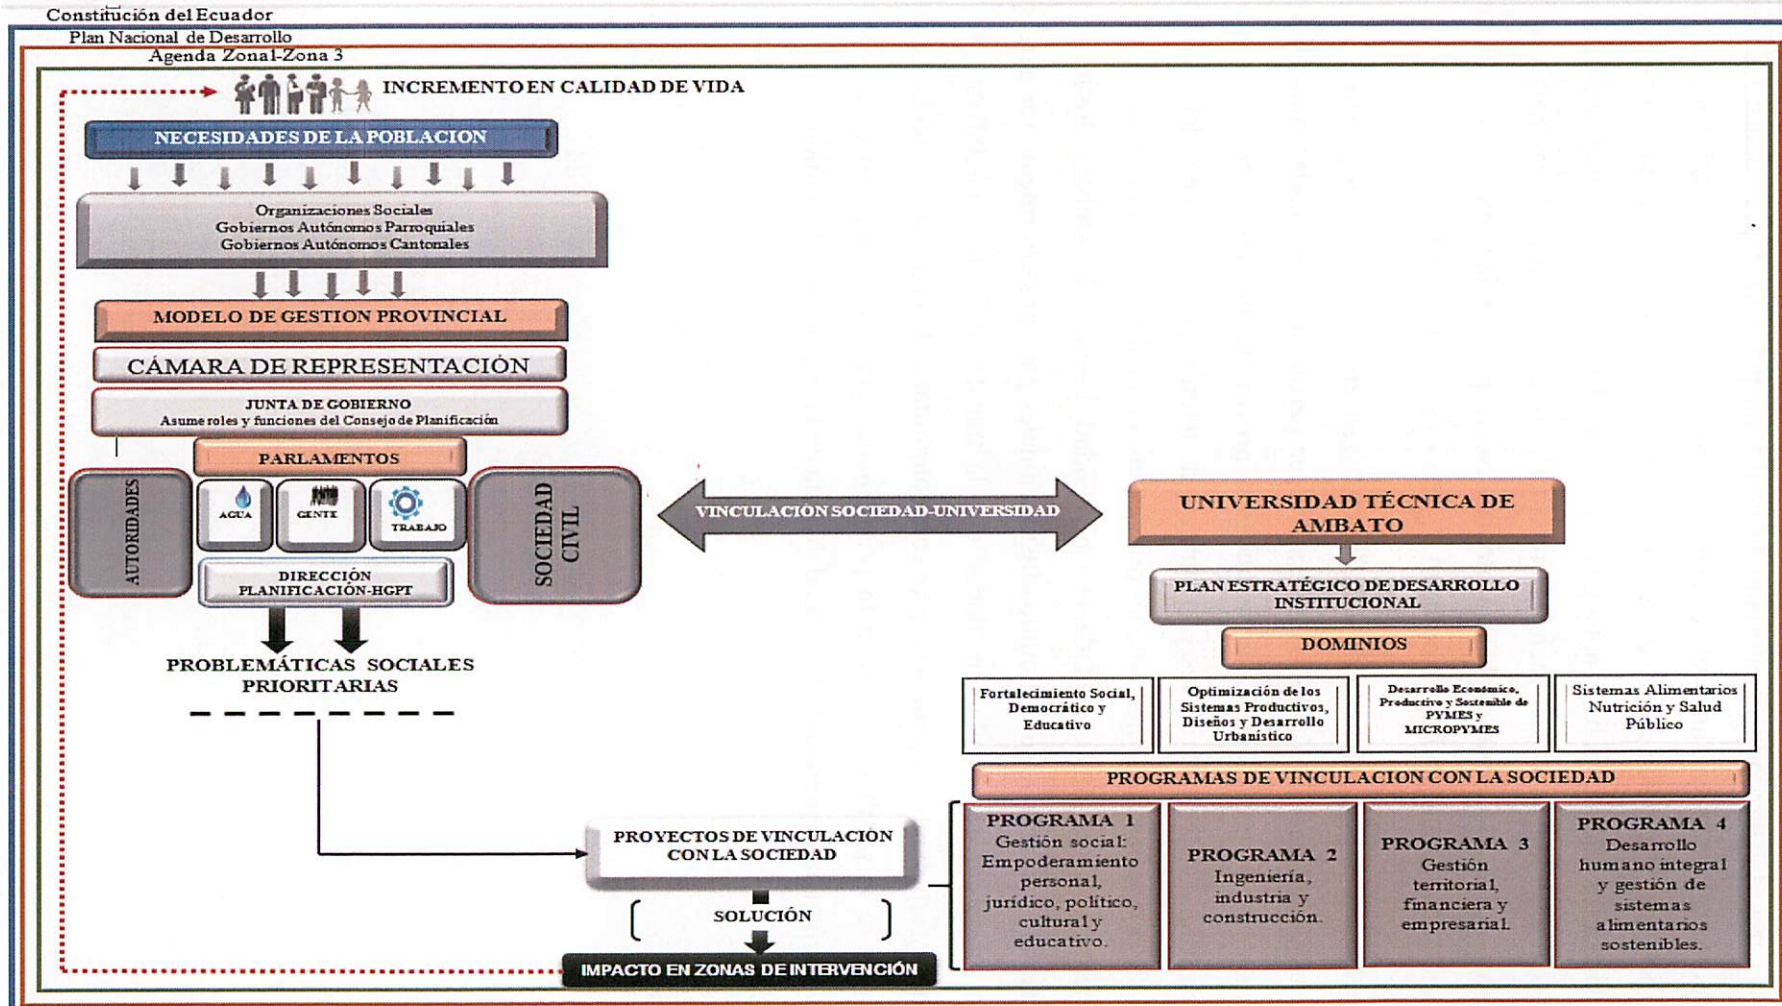 Constitución del Ecuador
Plan Nacional de Desarrollo
Agenda Zonal-Zona 3
INCREMENTO EN CALIDAD DE VIDA
NECESIDADES DE LA POBLACION
Organizaciones Sociales
Gobiernos Autónomos Parroquiales
Gobiernos Autónomos Cantonales
MODELO DE GESTION PROVINCIAL
CÁMARA DE REPRESENTACIÓN
JUNTA DE GOBIERNO
Asume roles y funciones del Consejo de Planificación
PARLAMENTOS
AUTORIDADES
AGUA
GENTE
TRABAJO
SOCIEDAD
CIVIL
DIRECCIÓN
PLANIFICACIÓN-HGPT
PROBLEMÁTICAS SOCIALES
PRIORITARIAS
VINCULACIÓN SOCIEDAD-UNIVERSIDAD
UNIVERSIDAD TÉCNICA DE
AMBATO
PLAN ESTRATÉGICO DE DESARROLLO
INSTITUCIONAL
DOMINIOS
Fortalecimiento Social,
Democrático y
Educativo
Optimización de los
Sistemas Productivos,
Diseños y Desarrollo
Urbanístico
Desarrollo Económico,
Productivo y Sostenible de
PYMES y
MICROPYMES
Sistemas Alimentarios
Nutrición y Salud
Público
PROGRAMAS DE VINCULACION CON LA SOCIEDAD
PROGRAMA 1
Gestión social:
Empoderamiento
personal,
jurídico, político,
cultural y
educativo.
PROGRAMA 2
Ingeniería,
industria y
construcción.
PROGRAMA 3
Gestión
territorial,
financiera y
empresarial.
PROGRAMA 4
Desarrollo
humano integral
y gestión de
sistemas
alimentarios
sostenibles.
PROYECTOS DE VINCULACIÓN
CON LA SOCIEDAD
SOLUCIÓN
IMPACTO EN ZONAS DE INTERVENCIÓN